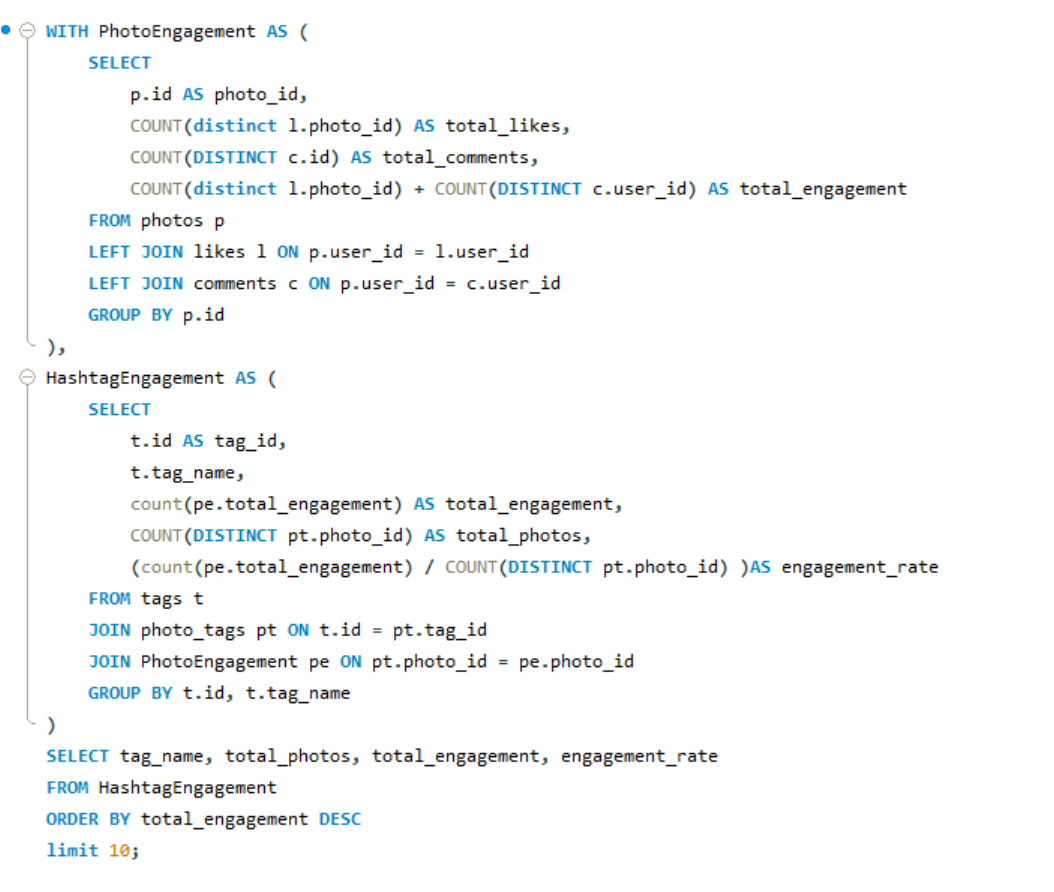 WITH PhotoEngagement AS (
SELECT
p.id AS photo_id,
COUNT(distinct l.photo_id) AS total_likes,
COUNT(DISTINCT c.id) AS total_comments,
COUNT(distinct l.photo_id) + COUNT(DISTINCT c.user_id) AS total_engagement
FROM photos p
LEFT JOIN likes l ON p.user_id = l.user_id
LEFT JOIN comments c ON p.user_id = c.user_id
GROUP BY p.id
),
HashtagEngagement AS (
SELECT
t.id AS tag_id,
t.tag_name,
count(pe.total_engagement) AS total_engagement,
COUNT(DISTINCT pt.photo_id) AS total_photos,
(count(pe.total_engagement) / COUNT(DISTINCT pt.photo_id) )AS engagement_rate
FROM tags t
JOIN photo_tags pt ON t.id = pt.tag_id
JOIN PhotoEngagement pe ON pt.photo_id = pe.photo_id
GROUP BY t.id, t.tag_name
)
SELECT tag_name, total_photos, total_engagement, engagement_rate
FROM HashtagEngagement
ORDER BY total_engagement DESC
limit 10;